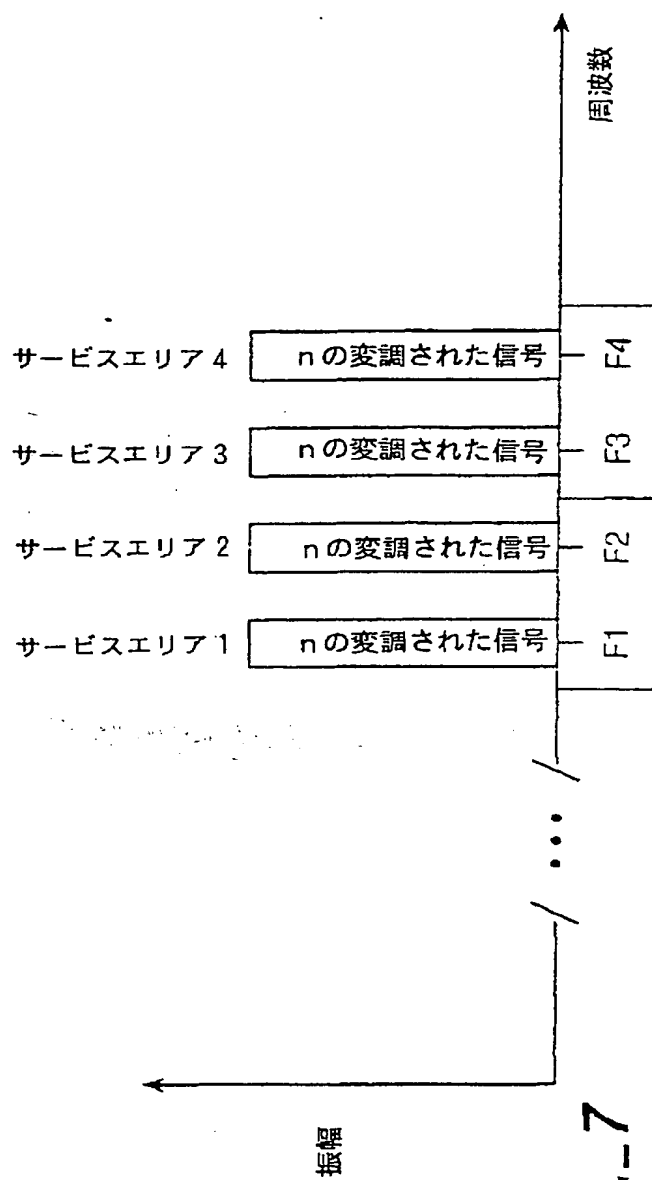 サービスエリア 4
nの変調された信号
F4
サービスエリア 3
nの変調された信号
F3
サービスエリア 2
nの変調された信号
F2
サービスエリア 1
nの変調された信号
F1
周波数
振幅
7